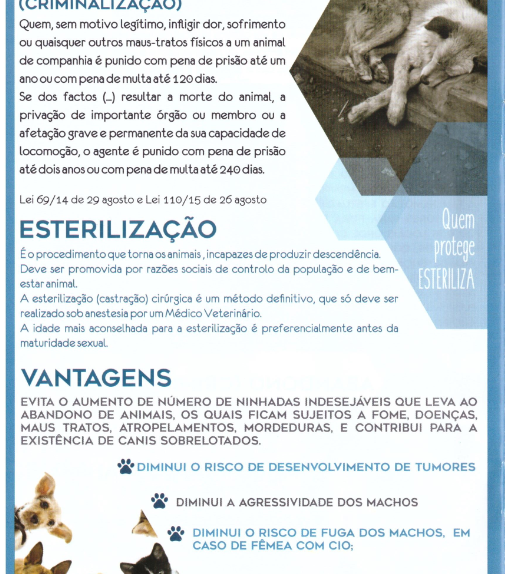 (CRIMINALIZAÇÃO)
Quem, sem motivo legítimo, infligir dor, sofrimento
ou quaisquer outros maus-tratos físicos a um animal
de companhia é punido com pena de prisão até um
ano ou com pena de multa até 120 dias.
Se dos factos (...) resultar a morte do animal, a
privação de importante órgão ou membro ou a
afetação grave e permanente da sua capacidade de
locomoção, o agente é punido com pena de prisão
até dois anos ou com pena de multa até 240 dias.
Lei 69/14 de 29 agosto e Lei 110/15 de 26 agosto
Quem
protege
ESTERILIZA
ESTERILIZAÇÃO
É o procedimento que torna os animais , incapazes de produzir descendência.
Deve ser promovida por razões sociais de controlo da população e de bem-
estar animal.
A esterilização (castração) cirúrgica é um método definitivo, que só deve ser
realizado sob anestesia por um Médico Veterinário.
A idade mais aconselhada para a esterilização é preferencialmente antes da
maturidade sexual.
VANTAGENS
EVITA O AUMENTO DE NÚMERO DE NINHADAS INDESEJÁVEIS QUE LEVA AO
ABANDONO DE ANIMAIS, OS QUAIS FICAM SUJEITOS A FOME, DOENÇAS,
MAUS TRATOS, ATROPELAMENTOS, MORDEDURAS, E CONTRIBUI PARA A
EXISTÊNCIA DE CANIS SOBRELOTADOS.
DIMINUI O RISCO DE DESENVOLVIMENTO DE TUMORES
DIMINUI A AGRESSIVIDADE DOS MACHOS
DIMINUI O RISCO DE FUGA DOS MACHOS, EM
CASO DE FÊMEA COM CIO;